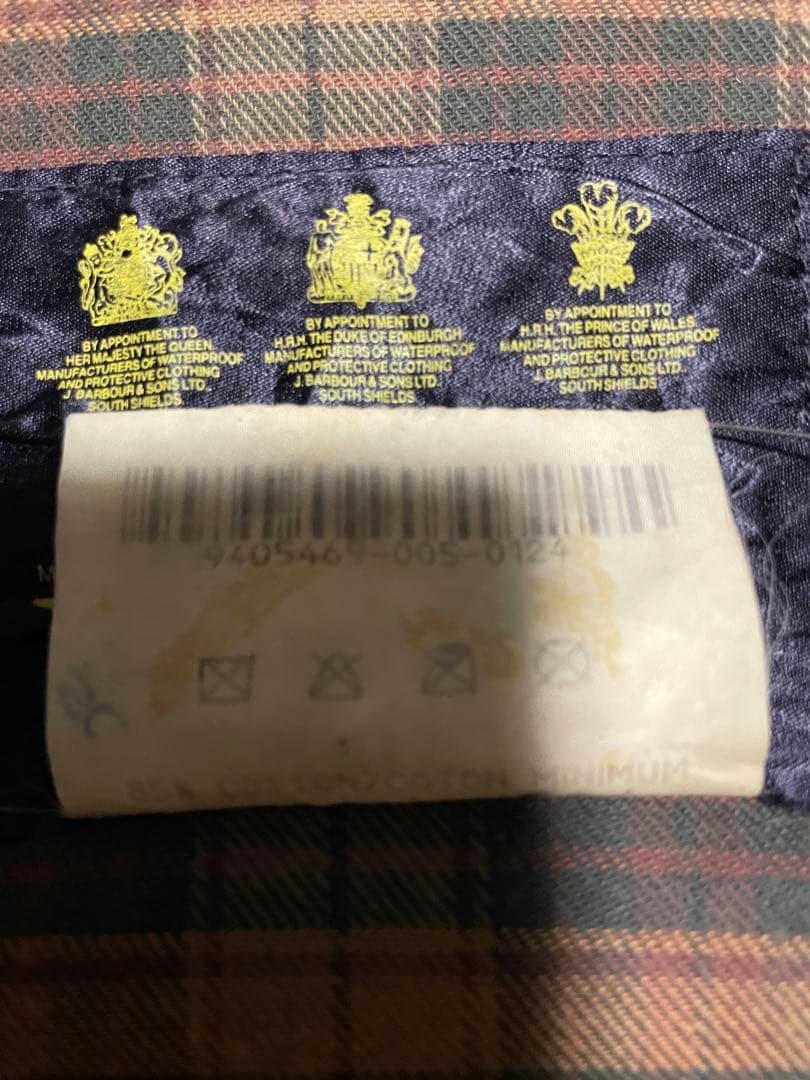 BY APPOINTMENT TO
HER MAJESTY THE QUEEN
MANUFACTURERS OF WATERPROOF
AND PROTECTIVE CLOTHING
J. BARBOUR & SONS LTD.
SOUTH SHIELDS
BY APPOINTMENT TO
H.R.H. THE DUKE OF EDINBURGH
MANUFACTURERS OF WATERPROOF
AND PROTECTIVE CLOTHING
J. BARBOUR & SONS LTD.
SOUTH SHIELDS
BY APPOINTMENT TO
H.R.H. THE PRINCE OF WALES
MANUFACTURERS OF WATERPROOF
AND PROTECTIVE CLOTHING
J. BARBOUR & SONS LTD.
SOUTH SHIELDS
9405469-005-0124
85% COTTON/COTON MINIMUM